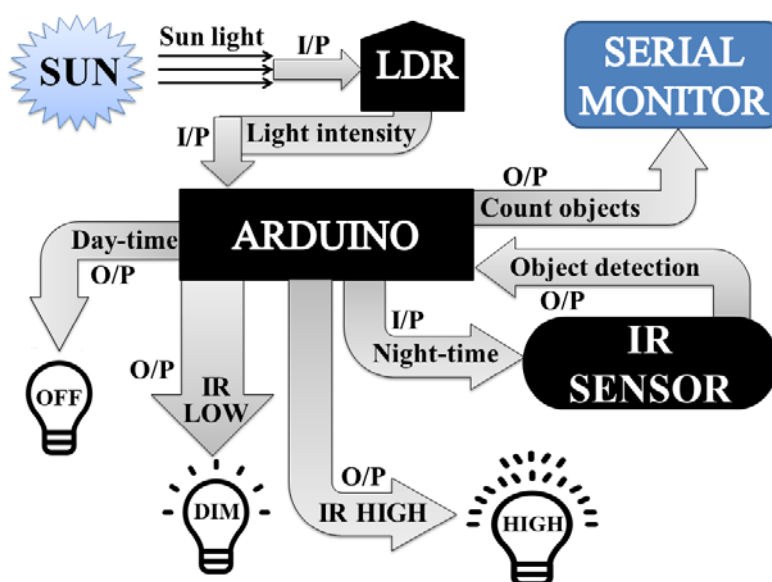 Sun light
I/P
SUN
LDR
SERIAL
MONITOR
I/P
Light intensity
O/P
Count objects
ARDUINO
Day-time
O/P
Object detection
O/P
I/P
Night-time
IR
SENSOR
O/P
IR
LOW
OFF
O/P
IR HIGH
DIM
HIGH